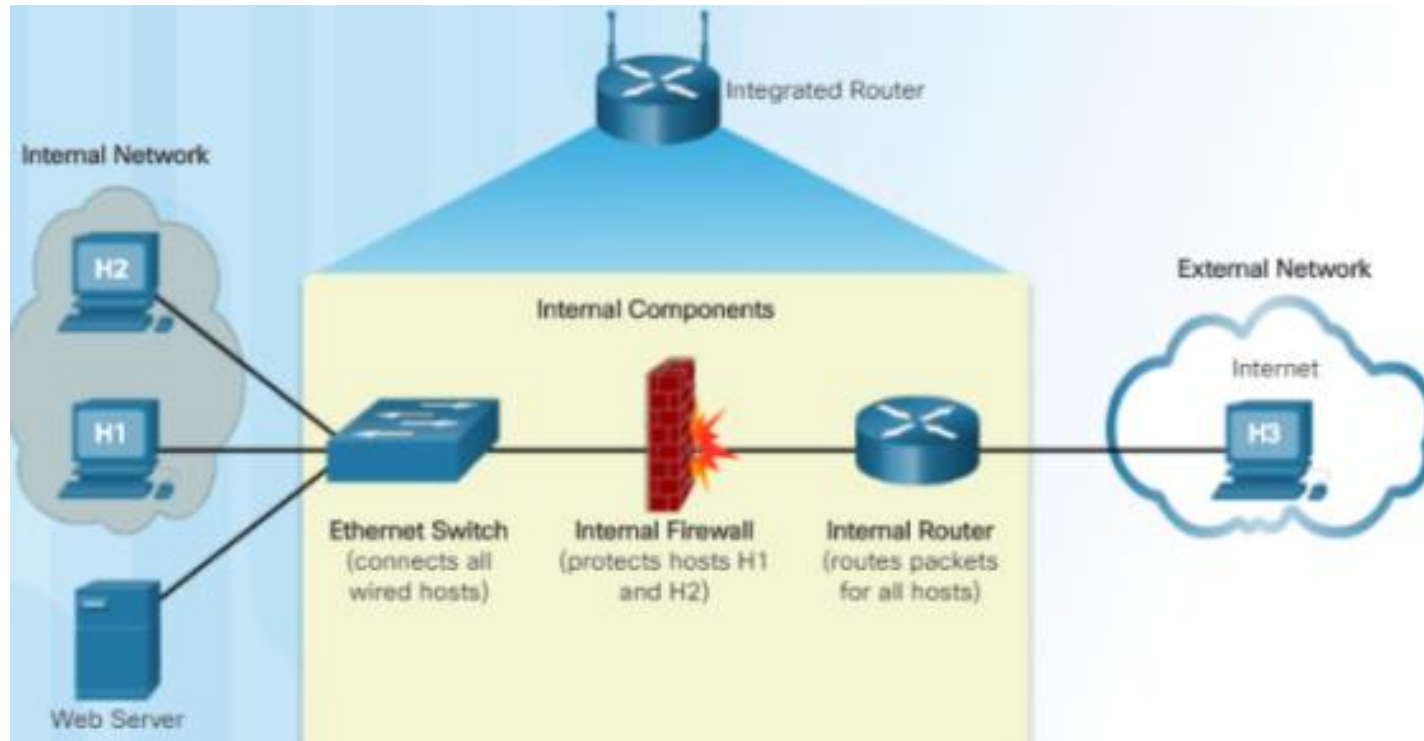 Integrated Router
Internal Network
H2
External Network
Internal Components
Internet
H1
H3
Ethernet Switch
(connects all
wired hosts)
Internal Firewall
(protects hosts H1
and H2)
Internal Router
(routes packets
for all hosts)
Web Server